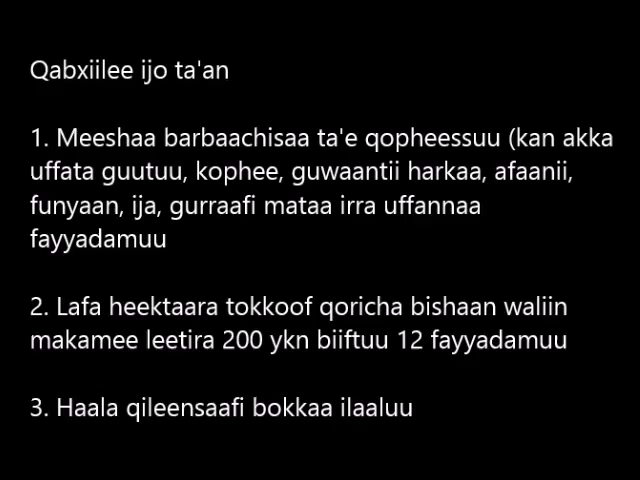 Qabxiilee ijo ta'an
1. Meeshaa barbaachisaa ta'e qopheessuu (kan akka
uffata guutuu, kophee, guwaantii harkaa, afaanii,
funyaan, ija, gurraafi mataa irra uffannaa
fayyadamuu
2. Lafa heektaara tokkoof qoricha bishaan waliin
makamee leetira 200 ykn biiftuu 12 fayyadamuu
3. Haala qileensaafi bokkaa ilaaluu